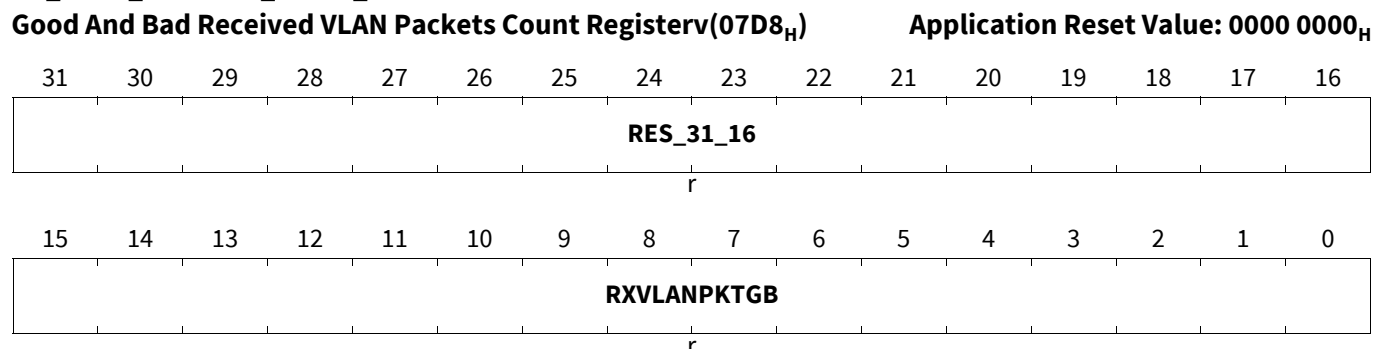 Good And Bad Received VLAN Packets Count Registerv(07D8H) Application Reset Value: 0000 0000H
31 30 29 28 27 26 25 24 23 22 21 20 19 18 17 16
RES_31_16
r
15 14 13 12 11 10 9 8 7 6 5 4 3 2 1 0
RXVLANPKTGB
r